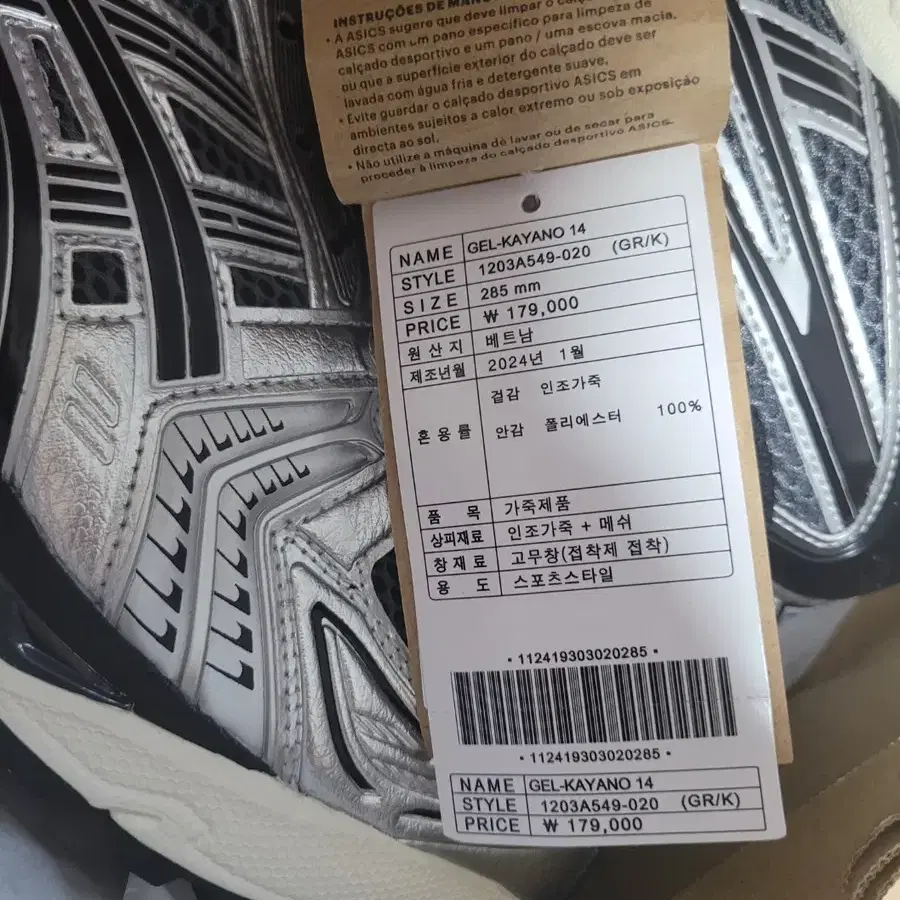 INSTRUÇÕES DE
• A ASICS sugere que deve limpar o
ASICS com um pano específico para limpeza de
calçado desportivo e um pano / uma escova macia,
ou que a superfície exterior do calçado deve ser
lavada com água fria e detergente suave.
• Evite guardar o calçado desportivo ASICS em
ambientes sujeitos a calor extremo ou sob exposição
directa ao sol.
• Não utilize a máquina de lavar ou de secar para
proceder à limpeza do calçado desportivo ASICS.
NAME GEL-KAYANO 14
STYLE 1203A549-020 (GR/K)
SIZE 285 mm
PRICE ₩ 179,000
원산지 베트남
제조년월 2024년 1월
혼용률 겉감 인조가죽
안감 폴리에스터 100%
품목 가죽제품
상피재료 인조가죽 + 메쉬
창재료 고무창(접착제 접착)
용도 스포츠스타일
• 112419303020285 •
• 112419303020285 •
NAME GEL-KAYANO 14
STYLE 1203A549-020 (GR/K)
PRICE ₩ 179,000